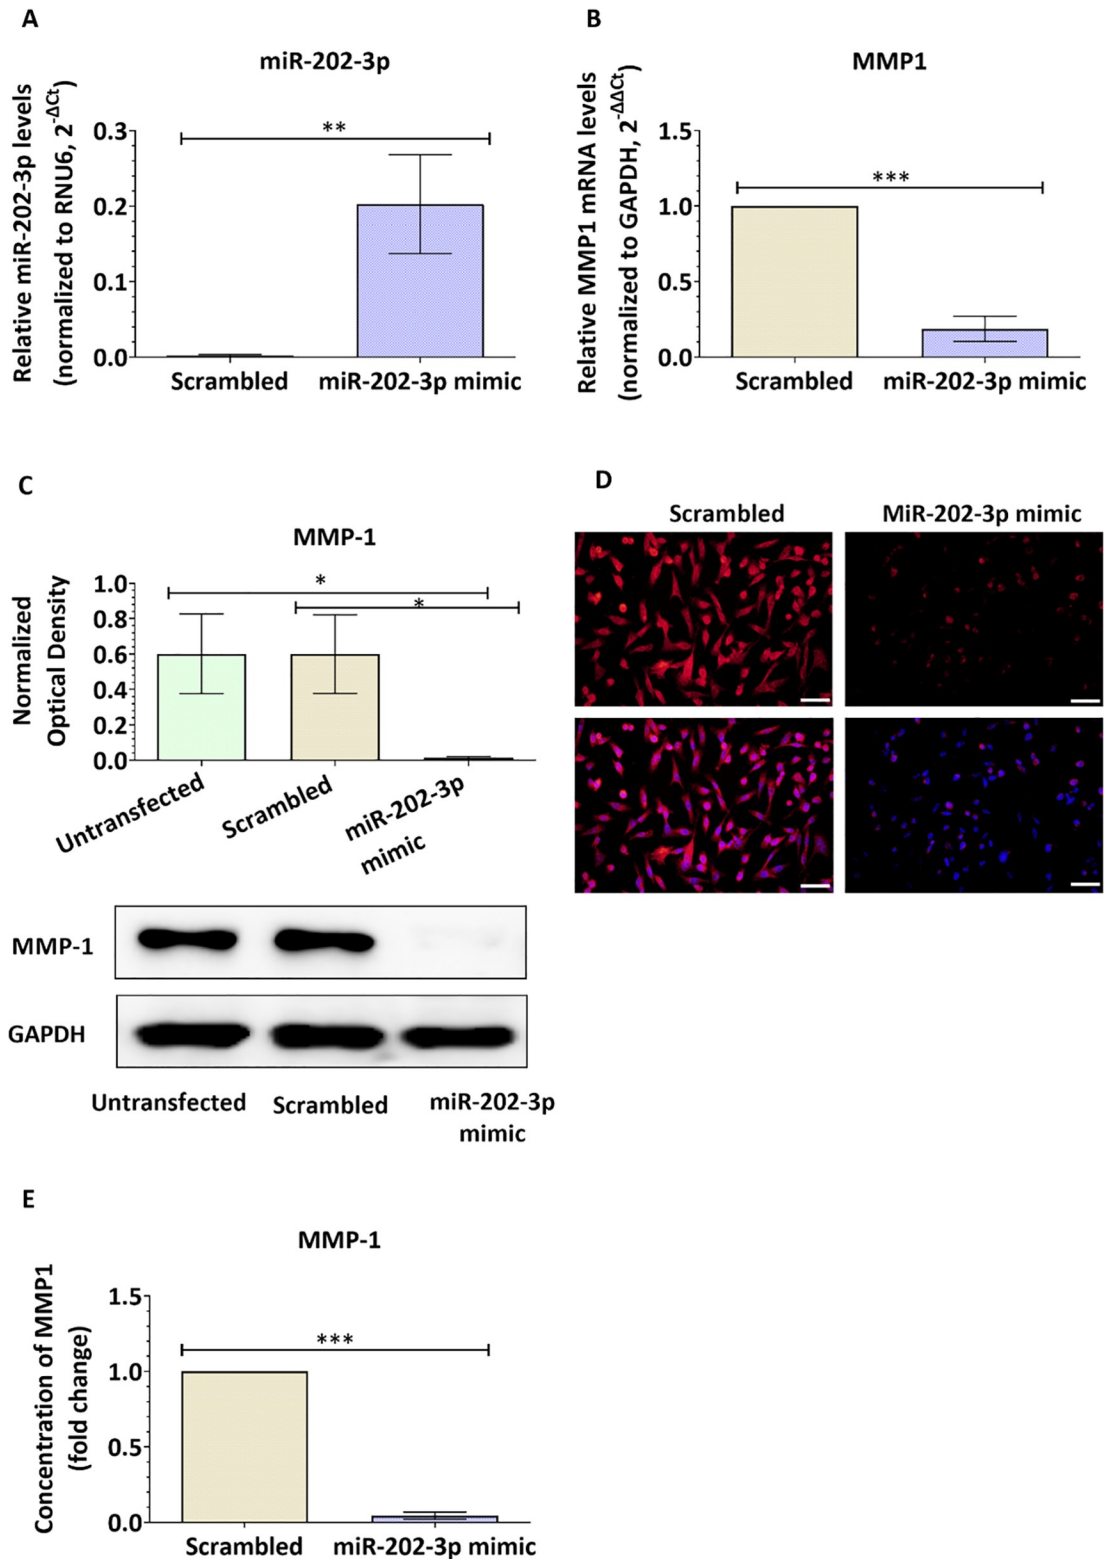 A
miR-202-3p
Relative miR-202-3p levels
(normalized to RNU6, 2^-ΔCt)
0.3
0.2
0.1
0.0
**
Scrambled
miR-202-3p mimic
B
MMP1
Relative MMP1 mRNA levels
(normalized to GAPDH, 2^-ΔΔCt)
1.5
1.0
0.5
0.0
***
Scrambled
miR-202-3p mimic
C
MMP-1
Normalized
Optical Density
1.0
0.8
0.6
0.4
0.2
0.0
*
*
Untransfected
Scrambled
miR-202-3p
mimic
MMP-1
GAPDH
Untransfected
Scrambled
miR-202-3p
mimic
D
Scrambled
MiR-202-3p mimic
E
MMP-1
Concentration of MMP1
(fold change)
1.5
1.0
0.5
0.0
***
Scrambled
miR-202-3p mimic